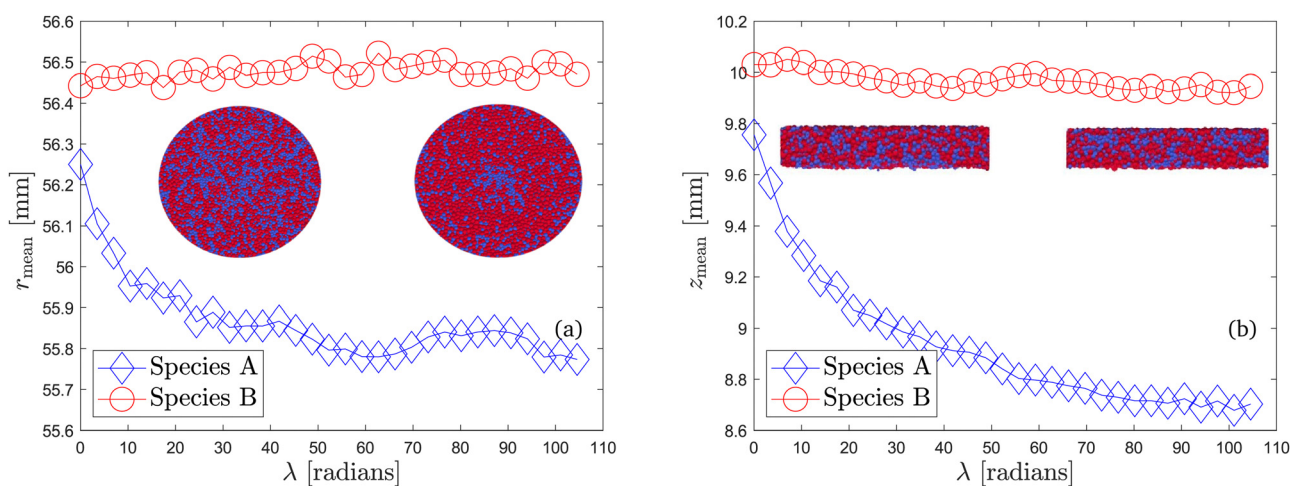 56.6
56.5
56.4
56.3
56.2
56.1
56
55.9
55.8
55.7
55.6
r_mean [mm]
(a)
Species A
Species B
0 10 20 30 40 50 60 70 80 90 100 110
λ [radians]
10.2
10
9.8
9.6
9.4
9.2
9
8.8
8.6
z_mean [mm]
(b)
Species A
Species B
0 10 20 30 40 50 60 70 80 90 100 110
λ [radians]